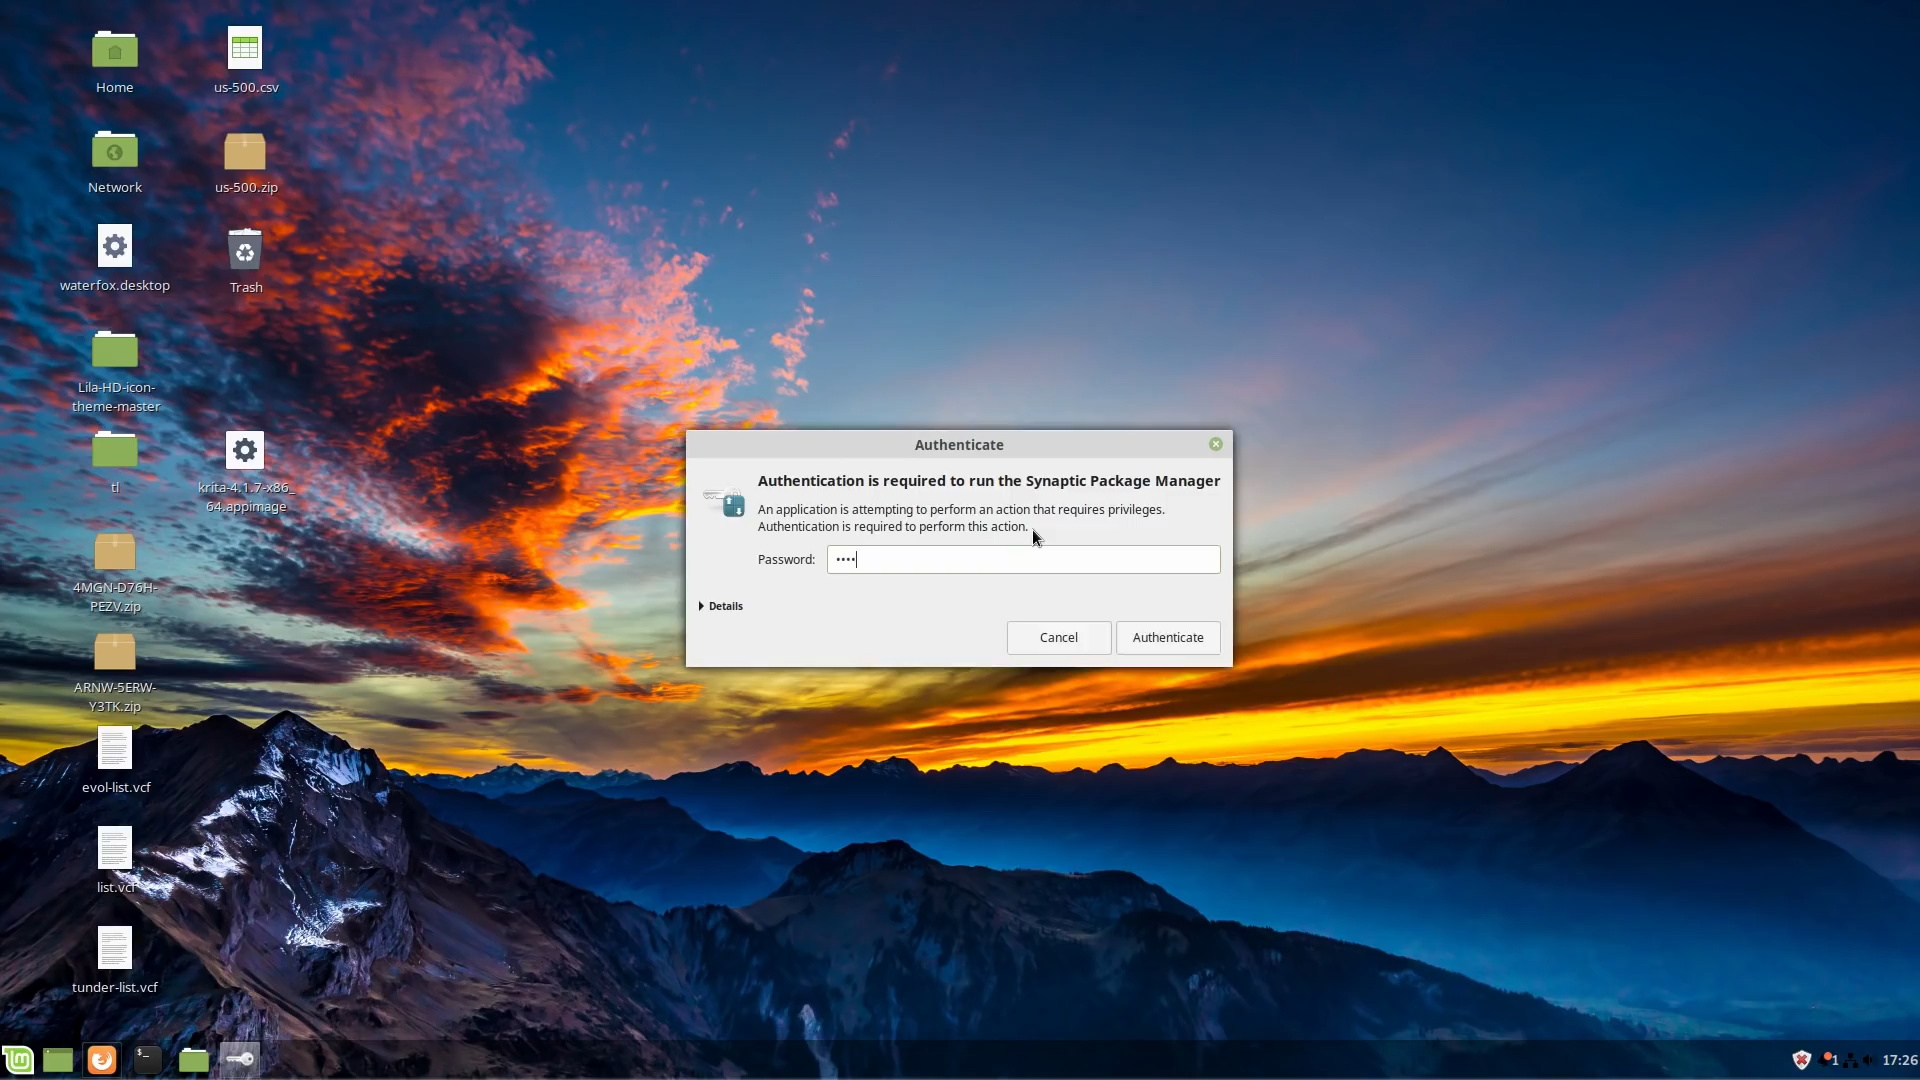 Home
us-500.csv
Network
us-500.zip
waterfox.desktop
Trash
Lila-HD-icon-
theme-master
tl
krita-4.1.7-x86_
64.appimage
4MGN-D76H-
PEZV.zip
ARNW-5ERW-
Y3TK.zip
evol-list.vcf
list.vcf
tunder-list.vcf
Authenticate
Authentication is required to run the Synaptic Package Manager
An application is attempting to perform an action that requires privileges.
Authentication is required to perform this action.
Password: ••••
Details
Cancel
Authenticate
1
17:26